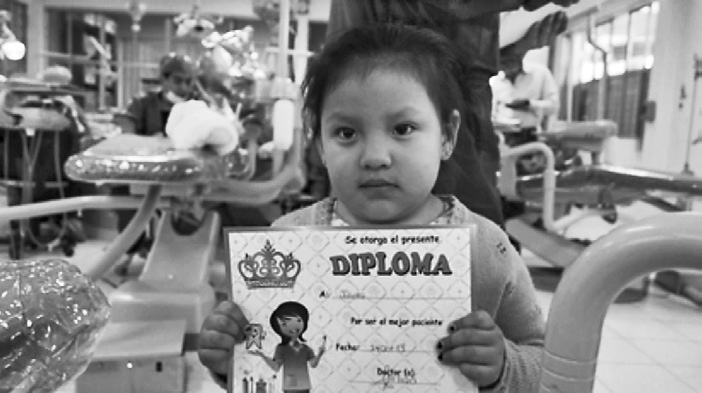 Se otorga el presente
DIPLOMA
A:
Por ser el mejor paciente
Fecha:
Doctor (a)